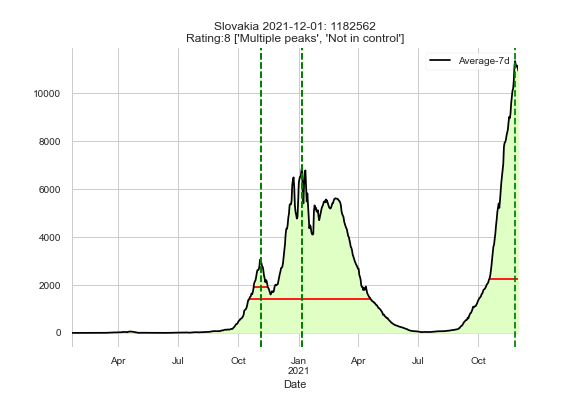 Slovakia 2021-12-01: 1182562
Rating:8 ['Multiple peaks', 'Not in control']
Average-7d
10000
8000
6000
4000
2000
0
Apr
Jul
Oct
Jan
2021
Apr
Jul
Oct
Date